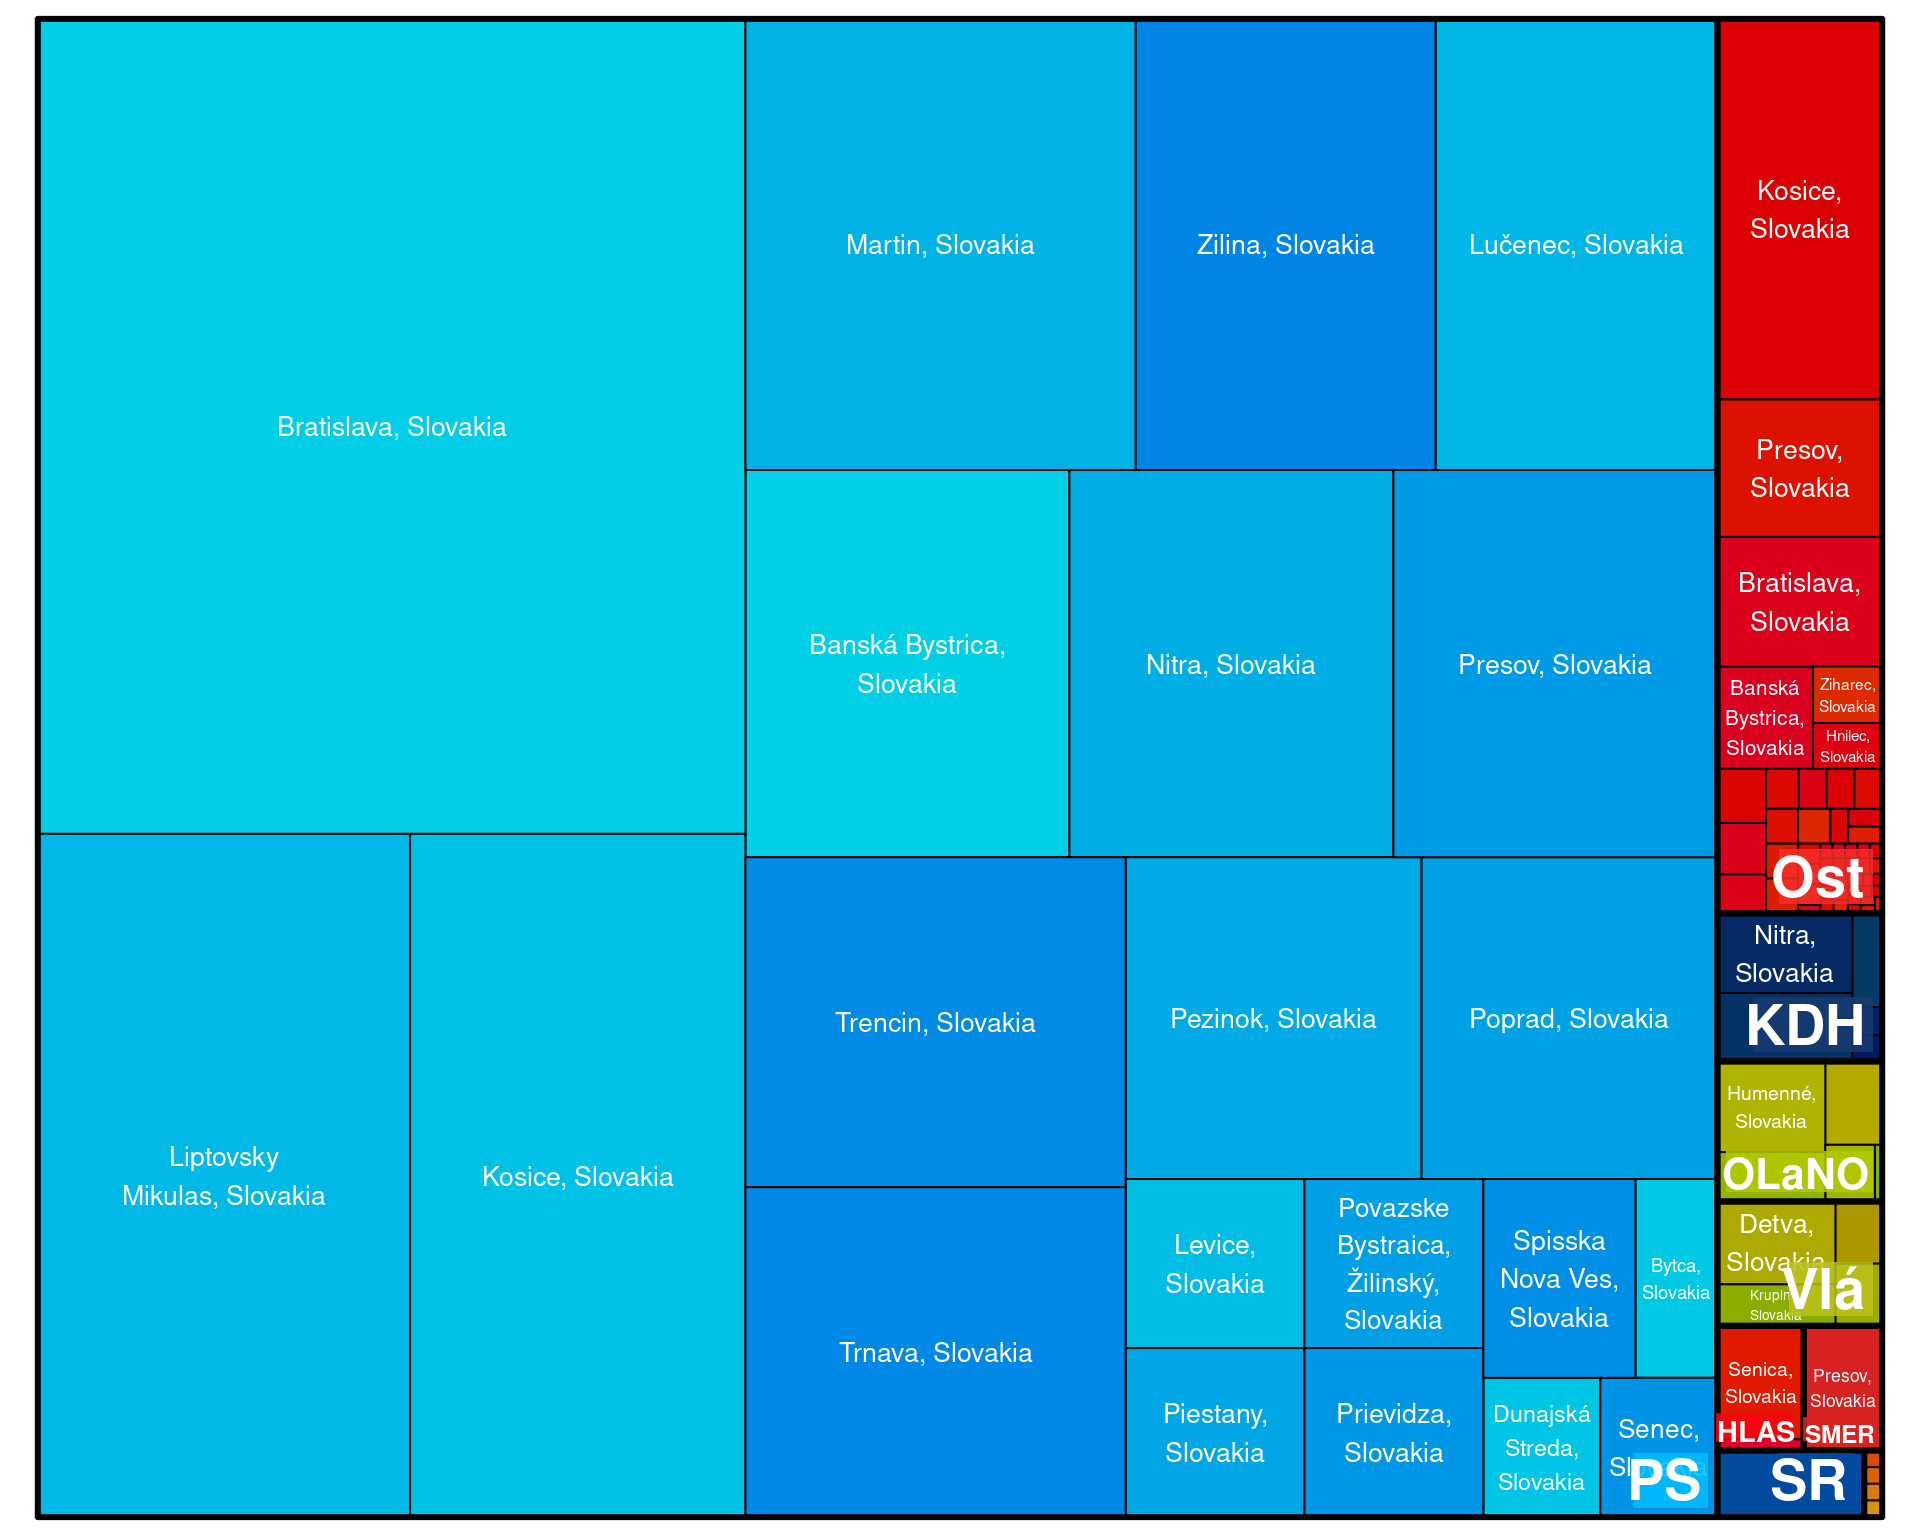 Bratislava, Slovakia
Martin, Slovakia
Zilina, Slovakia
Lučenec, Slovakia
Banská Bystrica,
Slovakia
Nitra, Slovakia
Presov, Slovakia
Liptovsky
Mikulas, Slovakia
Kosice, Slovakia
Trencin, Slovakia
Pezinok, Slovakia
Poprad, Slovakia
Trnava, Slovakia
Levice,
Slovakia
Povazske
Bystraica,
Žilinský,
Slovakia
Spisska
Nova Ves,
Slovakia
Bytca,
Slovakia
Piestany,
Slovakia
Prievidza,
Slovakia
Dunajská
Streda,
Slovakia
Senec,
PS
Kosice,
Slovakia
Presov,
Slovakia
Bratislava,
Slovakia
Banská
Bystrica,
Slovakia
Ziharec,
Slovakia
Hnilec,
Slovakia
Ost
Nitra,
Slovakia
KDH
Humenné,
Slovakia
OLaNO
Detva,
Slovakia
Slovakia
Vlá
Senica,
Slovakia
HLAS
Presov,
Slovakia
SMER
SR